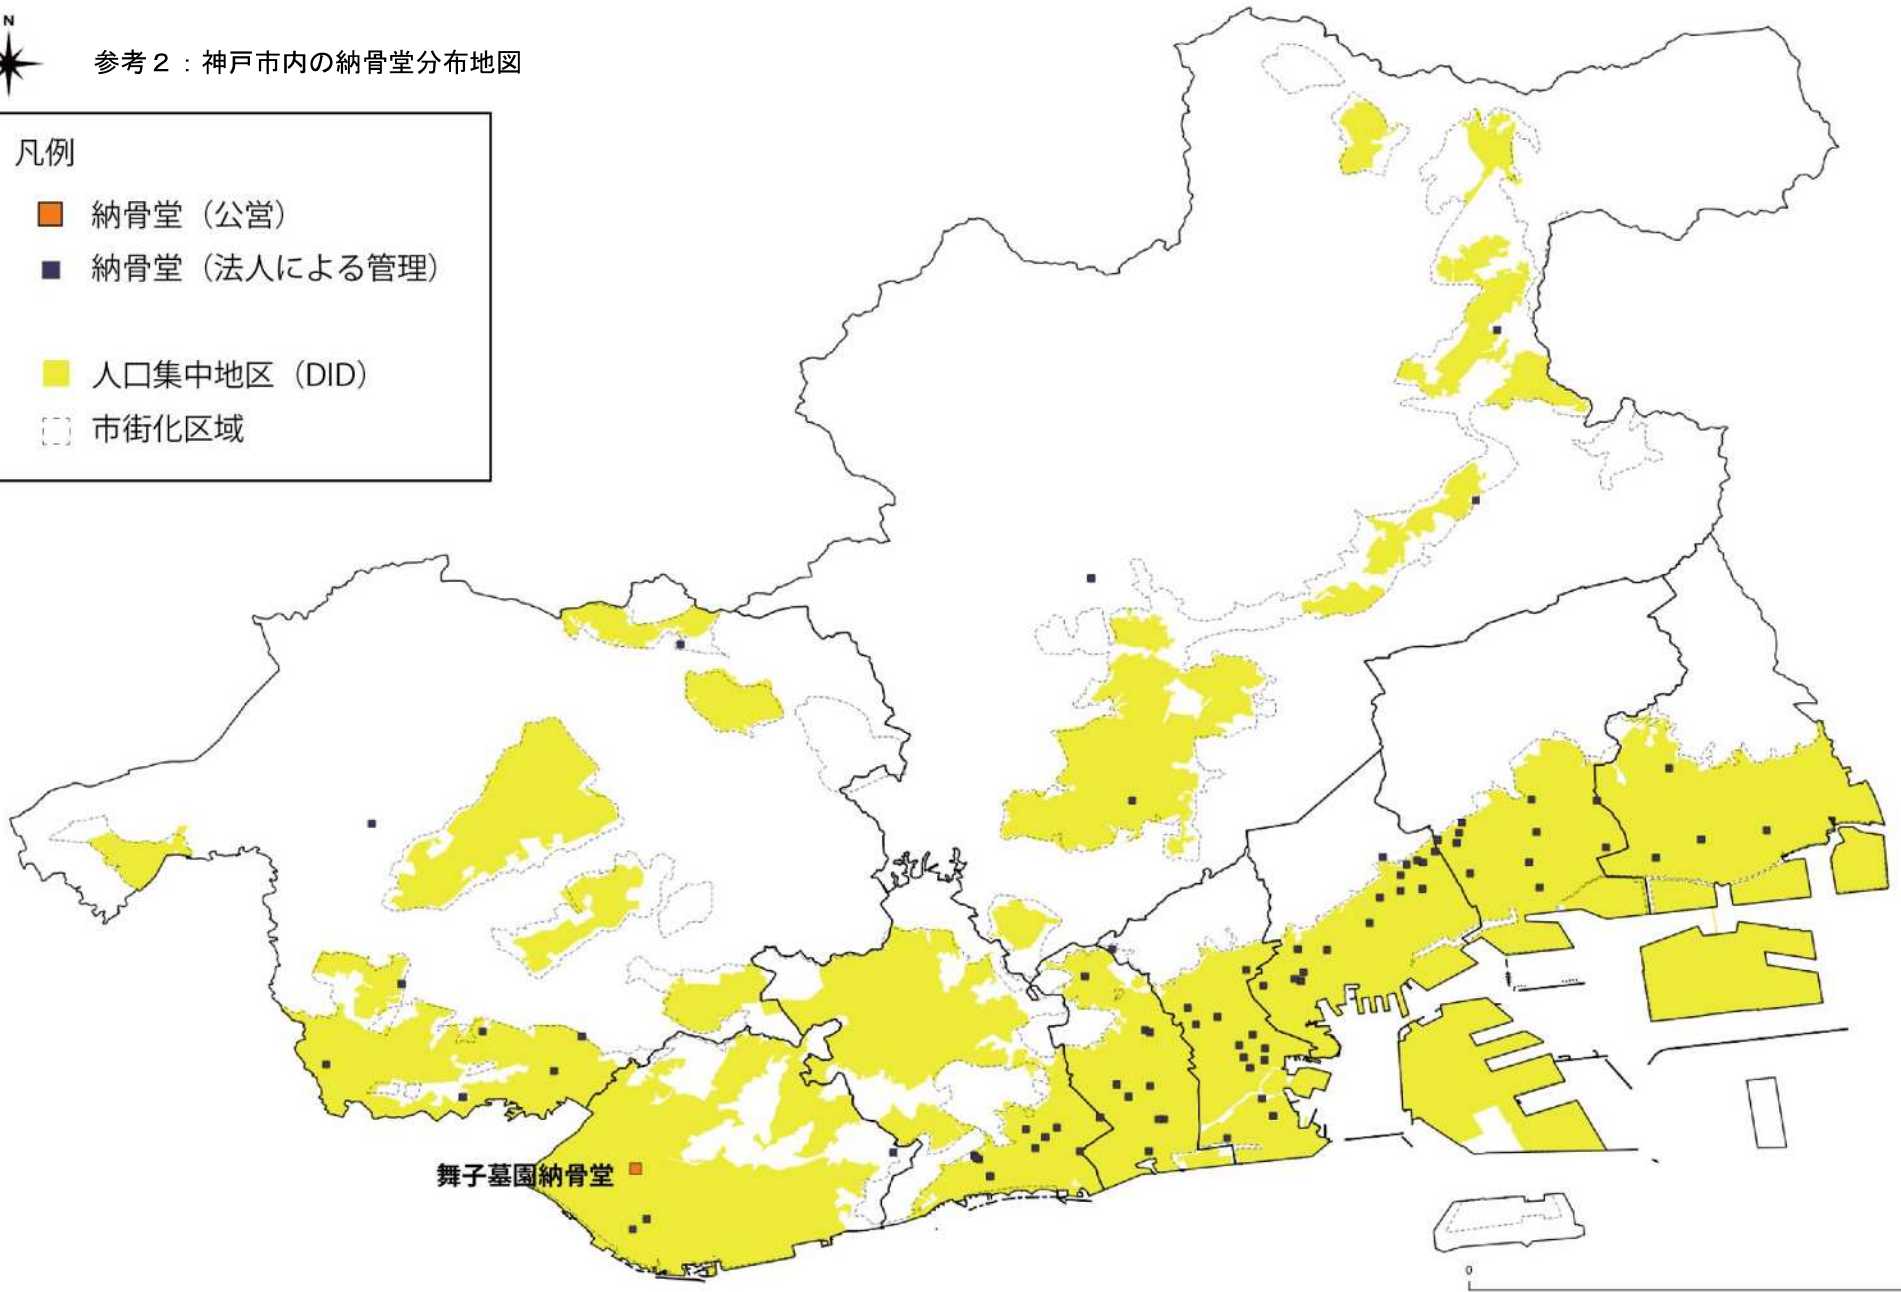 N
参考２：神戸市内の納骨堂分布地図
凡例
納骨堂（公営）
納骨堂（法人による管理）
人口集中地区（DID）
市街化区域
舞子墓園納骨堂
0